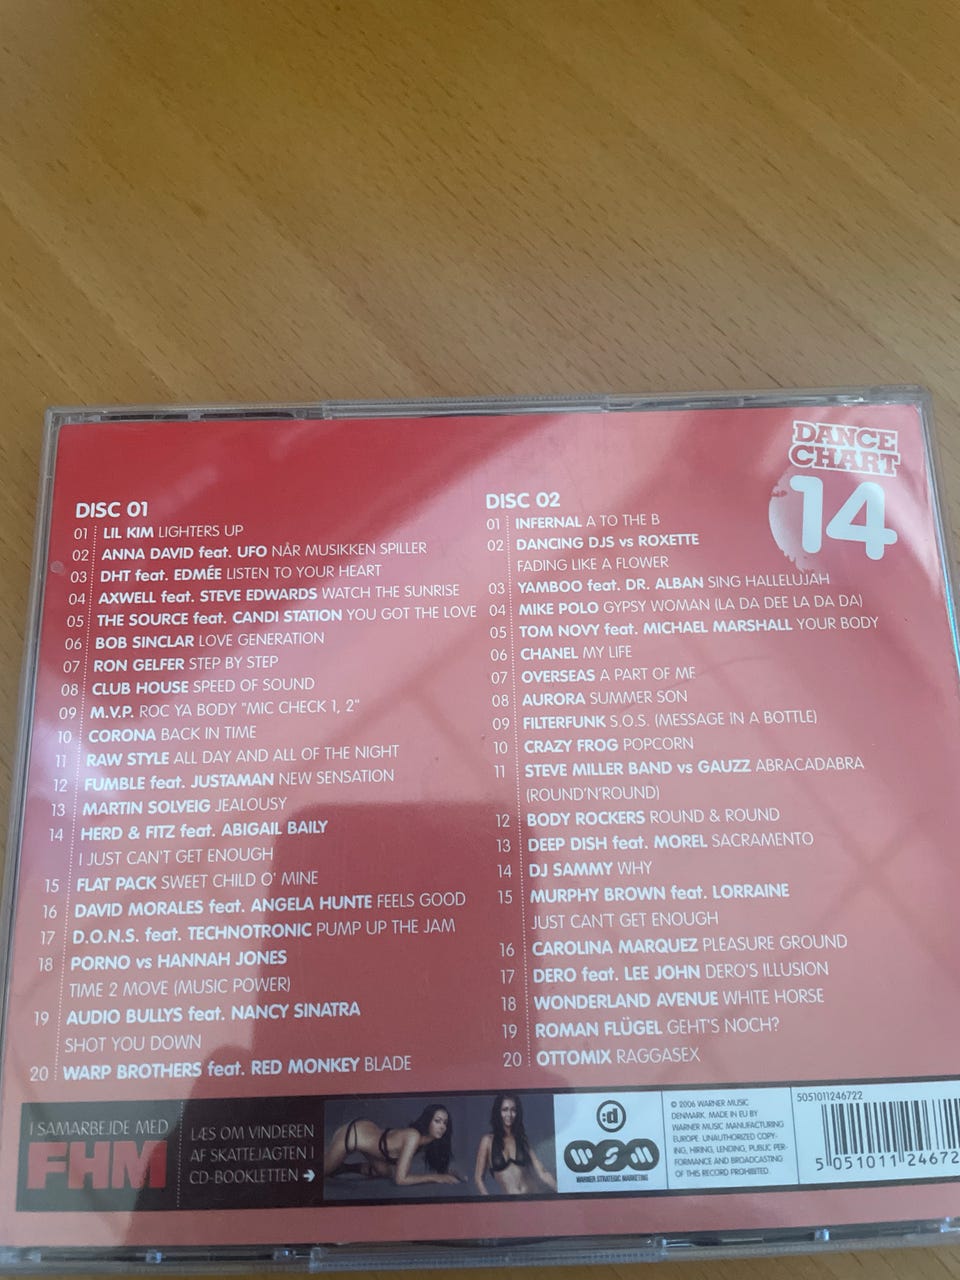 DANCE
CHART
14
DISC 01
01 LIL KIM LIGHTERS UP
02 ANNA DAVID feat. UFO NÅR MUSIKKEN SPILLER
03 DHT feat. EDMÉE LISTEN TO YOUR HEART
04 AXWELL feat. STEVE EDWARDS WATCH THE SUNRISE
05 THE SOURCE feat. CANDI STATION YOU GOT THE LOVE
06 BOB SINCLAR LOVE GENERATION
07 RON GELFER STEP BY STEP
08 CLUB HOUSE SPEED OF SOUND
09 M.V.P. ROC YA BODY "MIC CHECK 1, 2"
10 CORONA BACK IN TIME
11 RAW STYLE ALL DAY AND ALL OF THE NIGHT
12 FUMBLE feat. JUSTAMAN NEW SENSATION
13 MARTIN SOLVEIG JEALOUSY
14 HERD & FITZ feat. ABIGAIL BAILY
I JUST CAN'T GET ENOUGH
15 FLAT PACK SWEET CHILD O' MINE
16 DAVID MORALES feat. ANGELA HUNTE FEELS GOOD
17 D.O.N.S. feat. TECHNOTRONIC PUMP UP THE JAM
18 PORNO vs HANNAH JONES
TIME 2 MOVE (MUSIC POWER)
19 AUDIO BULLYS feat. NANCY SINATRA
SHOT YOU DOWN
20 WARP BROTHERS feat. RED MONKEY BLADE
DISC 02
01 INFERNAL A TO THE B
02 DANCING DJS vs ROXETTE
FADING LIKE A FLOWER
03 YAMBOO feat. DR. ALBAN SING HALLELUJAH
04 MIKE POLO GYPSY WOMAN (LA DA DEE LA DA DA)
05 TOM NOVY feat. MICHAEL MARSHALL YOUR BODY
06 CHANEL MY LIFE
07 OVERSEAS A PART OF ME
08 AURORA SUMMER SON
09 FILTERFUNK S.O.S. (MESSAGE IN A BOTTLE)
10 CRAZY FROG POPCORN
11 STEVE MILLER BAND vs GAUZZ ABRACADABRA
(ROUND'N'ROUND)
12 BODY ROCKERS ROUND & ROUND
13 DEEP DISH feat. MOREL SACRAMENTO
14 DJ SAMMY WHY
15 MURPHY BROWN feat. LORRAINE
JUST CAN'T GET ENOUGH
16 CAROLINA MARQUEZ PLEASURE GROUND
17 DERO feat. LEE JOHN DERO'S ILLUSION
18 WONDERLAND AVENUE WHITE HORSE
19 ROMAN FLÜGEL GEHT'S NOCH?
20 OTTOMIX RAGGASEX
I SAMARBEJDE MED
FHM
LÆS OM VINDEREN
AF SKATTEJAGTEN I
CD-BOOKLETTEN
:d
WSM
WARNER STRATEGIC MARKETING
© 2006 WARNER MUSIC
DENMARK. MADE IN EU BY
WARNER MUSIC MANUFACTURING
EUROPE. UNAUTHORIZED COPY-
ING, HIRING, LENDING, PUBLIC PER-
FORMANCE AND BROADCASTING
OF THIS RECORD PROHIBITED.
5051011246722
5 051011 24672